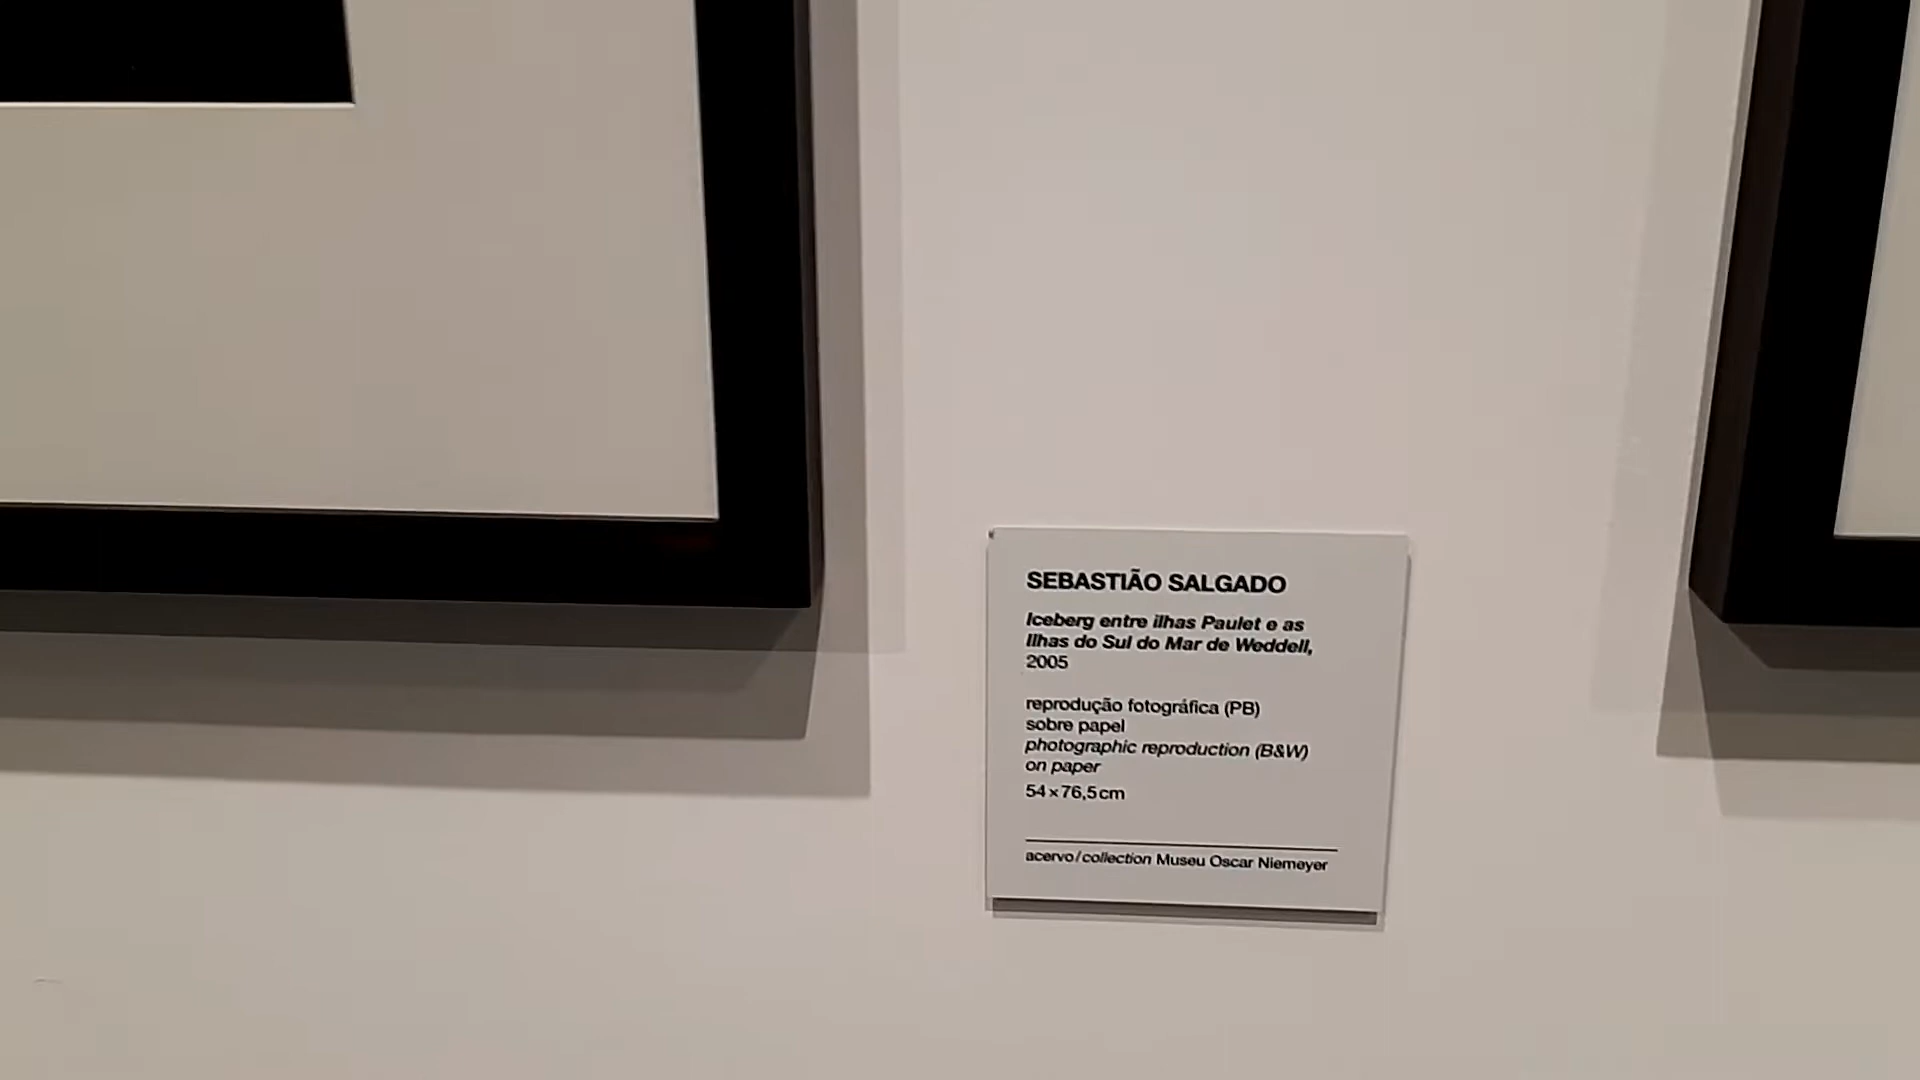 SEBASTIÃO SALGADO
Iceberg entre ilhas Paulet e as
Ilhas do Sul do Mar de Weddell,
2005
reprodução fotográfica (PB)
sobre papel
photographic reproduction (B&W)
on paper
54 x 76,5 cm
acervo/collection Museu Oscar Niemeyer